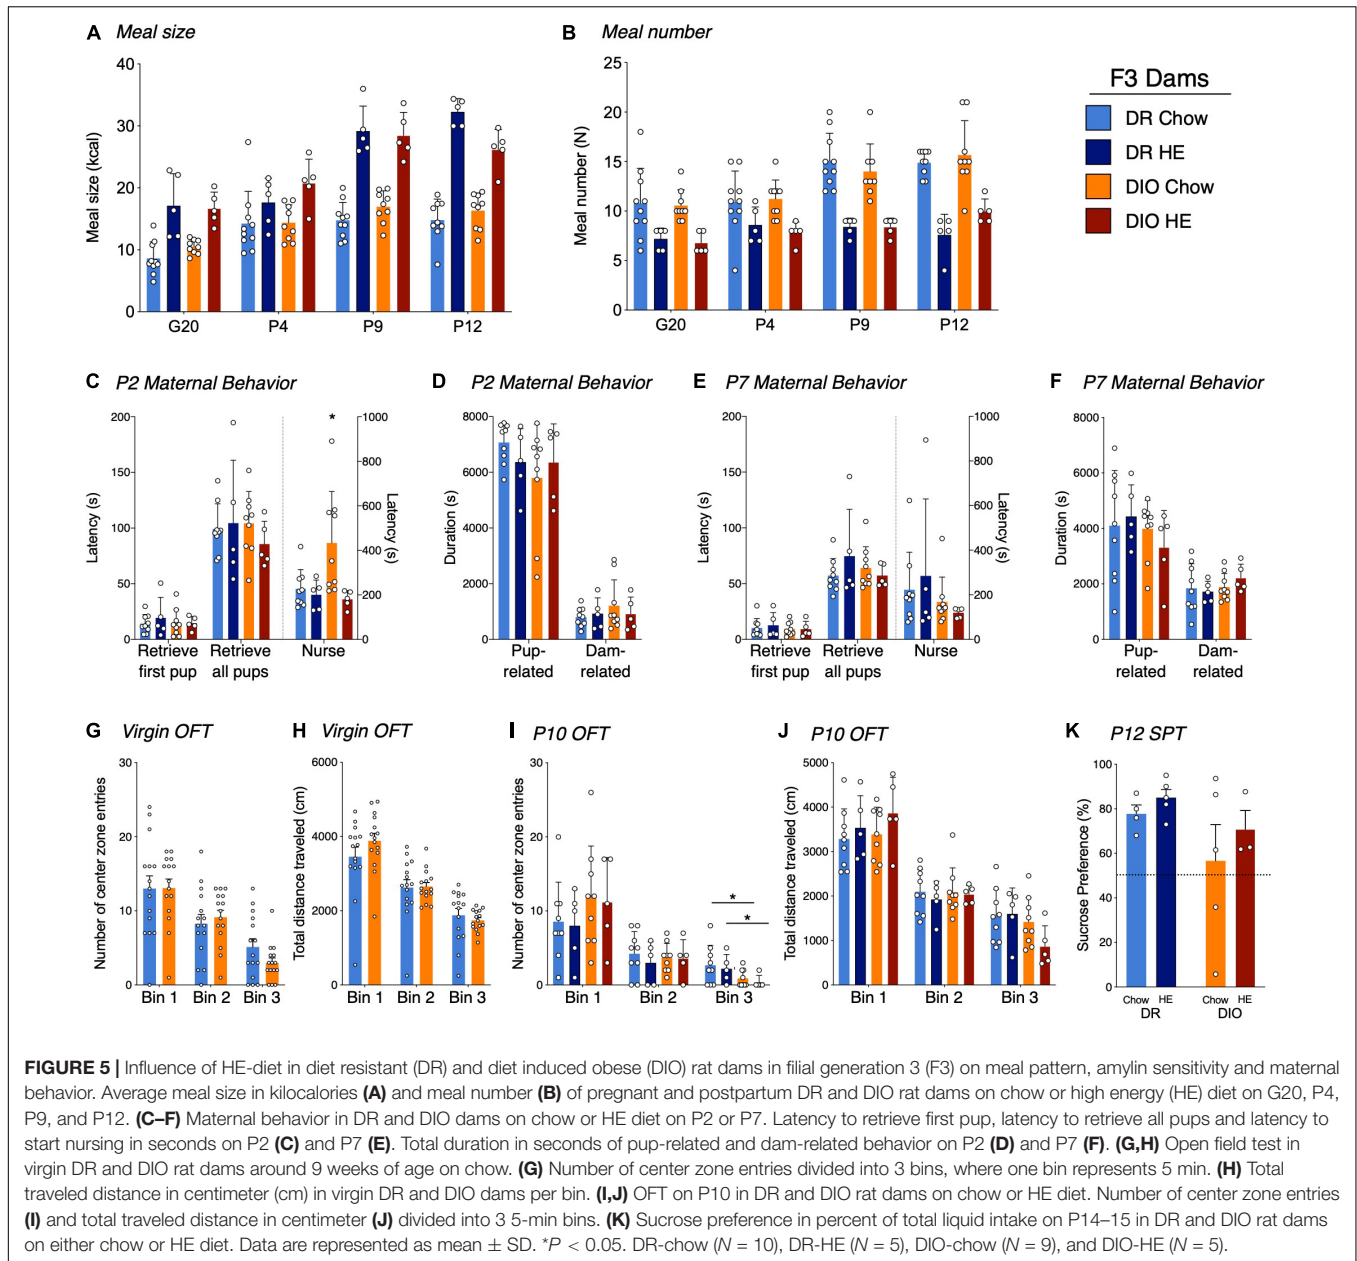 A Meal size
B Meal number
40
30
20
10
0
Meal size (kcal)
G20 P4 P9 P12
25
20
15
10
5
0
Meal number (N)
G20 P4 P9 P12
F3 Dams
DR Chow
DR HE
DIO Chow
DIO HE
C P2 Maternal Behavior
D P2 Maternal Behavior
E P7 Maternal Behavior
F P7 Maternal Behavior
200
150
100
50
0
Latency (s)
*
1000
800
600
400
200
0
Latency (s)
Retrieve first pup
Retrieve all pups
Nurse
8000
6000
4000
2000
0
Duration (s)
Pup-related
Dam-related
200
150
100
50
0
Latency (s)
1000
800
600
400
200
0
Latency (s)
Retrieve first pup
Retrieve all pups
Nurse
8000
6000
4000
2000
0
Duration (s)
Pup-related
Dam-related
G Virgin OFT
H Virgin OFT
I P10 OFT
J P10 OFT
K P12 SPT
30
20
10
0
Number of center zone entries
Bin 1 Bin 2 Bin 3
6000
4000
2000
0
Total distance traveled (cm)
Bin 1 Bin 2 Bin 3
30
20
10
0
Number of center zone entries
*
*
Bin 1 Bin 2 Bin 3
5000
4000
3000
2000
1000
0
Total distance traveled (cm)
Bin 1 Bin 2 Bin 3
100
80
60
40
20
0
Sucrose Preference (%)
Chow HE Chow HE
DR DIO
FIGURE 5 | Influence of HE-diet in diet resistant (DR) and diet induced obese (DIO) rat dams in filial generation 3 (F3) on meal pattern, amylin sensitivity and maternal
behavior. Average meal size in kilocalories (A) and meal number (B) of pregnant and postpartum DR and DIO rat dams on chow or high energy (HE) diet on G20, P4,
P9, and P12. (C–F) Maternal behavior in DR and DIO dams on chow or HE diet on P2 or P7. Latency to retrieve first pup, latency to retrieve all pups and latency to
start nursing in seconds on P2 (C) and P7 (E). Total duration in seconds of pup-related and dam-related behavior on P2 (D) and P7 (F). (G,H) Open field test in
virgin DR and DIO rat dams around 9 weeks of age on chow. (G) Number of center zone entries divided into 3 bins, where one bin represents 5 min. (H) Total
traveled distance in centimeter (cm) in virgin DR and DIO dams per bin. (I,J) OFT on P10 in DR and DIO rat dams on chow or HE diet. Number of center zone entries
(I) and total traveled distance in centimeter (J) divided into 3 5-min bins. (K) Sucrose preference in percent of total liquid intake on P14–15 in DR and DIO rat dams
on either chow or HE diet. Data are represented as mean ± SD. *P < 0.05. DR-chow (N = 10), DR-HE (N = 5), DIO-chow (N = 9), and DIO-HE (N = 5).